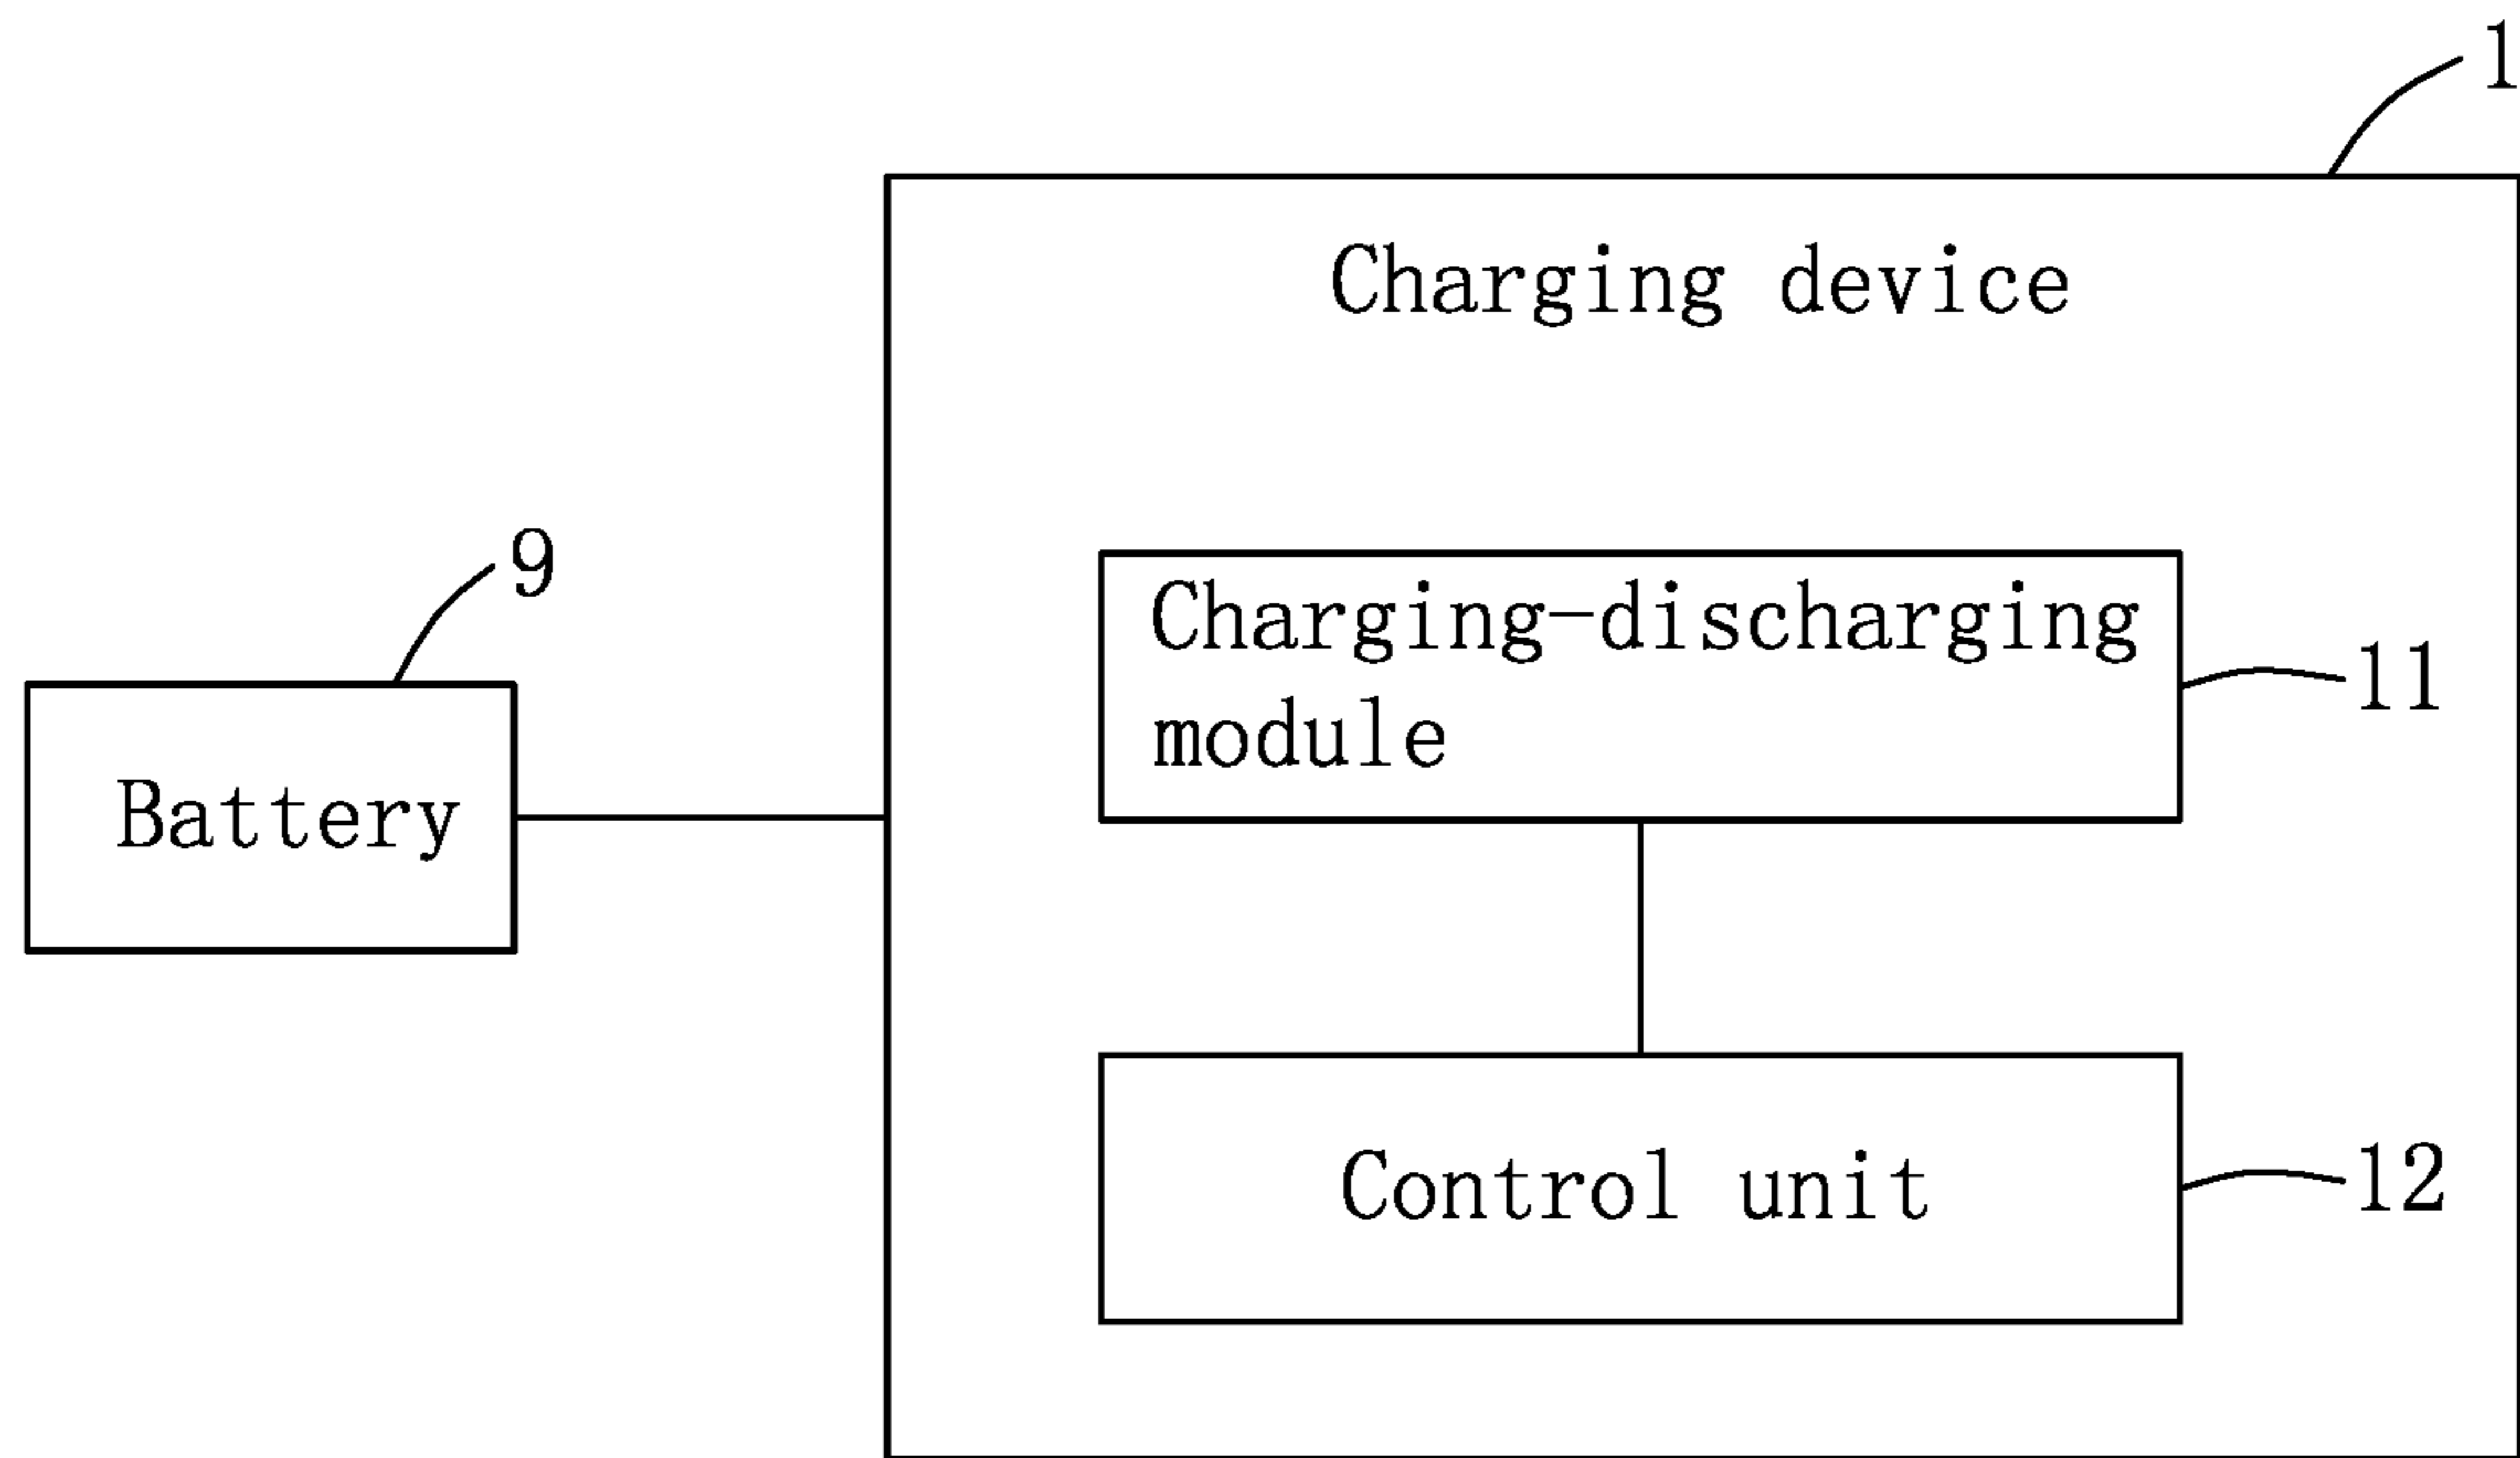 1
Charging device
9
Charging-discharging
module
11
Battery
Control unit
12